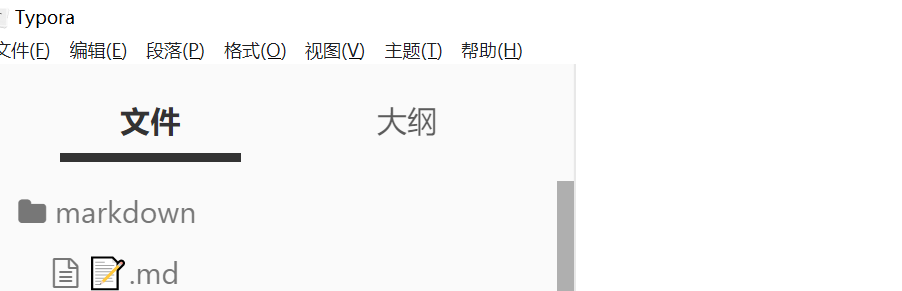 Typora
文件(F) 编辑(E) 段落(P) 格式(O) 视图(V) 主题(T) 帮助(H)
文件 大纲
markdown
📝.md